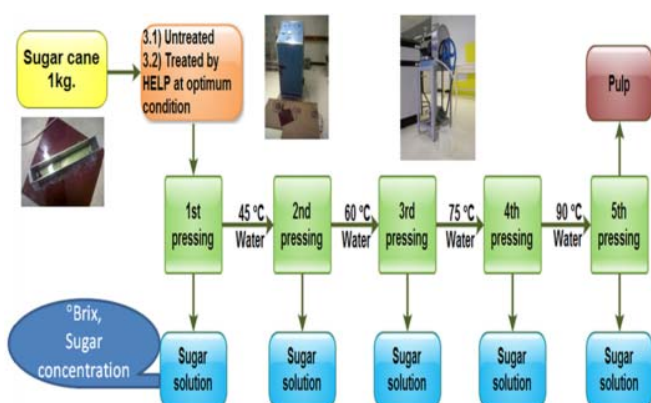 Sugar cane
1kg.
3.1) Untreated
3.2) Treated by
HELP at optimum
condition
Pulp
1st
pressing
45 °C
Water
2nd
pressing
60 °C
Water
3rd
pressing
75 °C
Water
4th
pressing
90 °C
Water
5th
pressing
°Brix,
Sugar
concentration
Sugar
solution
Sugar
solution
Sugar
solution
Sugar
solution
Sugar
solution